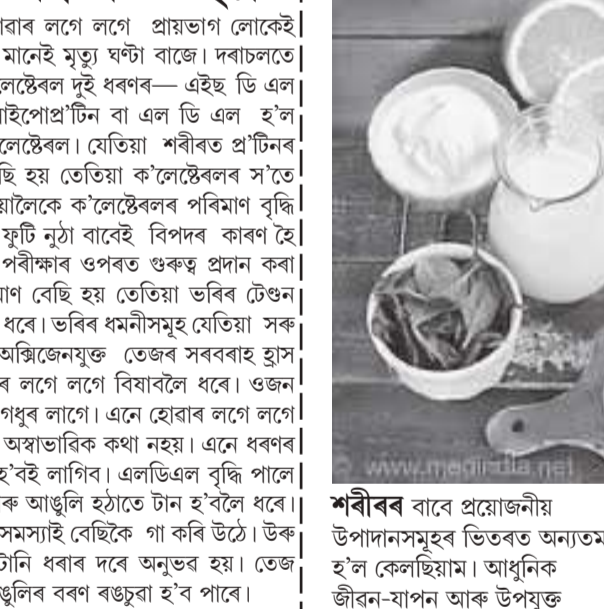 লগে লগে প্ৰায়ভাগ লোকেই
মানেই মৃত্যু ঘণ্টা বাজে। দৰাচলতে
দুই ধৰণৰ— এইছ ডি এল
বা এল ডি এল হ'ল
যেতিয়া শৰীৰত প্ৰ'টিনৰ
হয় তেতিয়া ক'লেষ্টেৰলৰ স'তে
ক'লেষ্টেৰলৰ পৰিমাণ বৃদ্ধি
ফুটি নুঠা বাবেই বিপদৰ কাৰণ হৈ
পৰীক্ষাৰ ওপৰত গুৰুত্ব প্ৰদান কৰা
বেছি হয় তেতিয়া ভৰিৰ টেণ্ডন
ধৰে। ভৰিৰ ধমনীসমূহ যেতিয়া সৰু
অক্সিজেনযুক্ত তেজৰ সৰবৰাহ হ্ৰাস
লগে লগে বিষাবলৈ ধৰে। ওজন
গধুৰ লাগে। এনে হোৱাৰ লগে লগে
অস্বাভাৱিক কথা নহয়। এনে ধৰণৰ
হ'বই লাগিব। এলডিএল বৃদ্ধি পালে
আঙুলি হঠাতে টান হ'বলৈ ধৰে।
সমস্যাই বেছিকৈ গা কৰি উঠে। উৰু
টানি ধৰাৰ দৰে অনুভৱ হয়। তেজ
বৰণ ৰঙচুৱা হ'ব পাৰে।
© www.medindia.net
শৰীৰৰ বাবে প্ৰয়োজনীয়
উপাদানসমূহৰ ভিতৰত অন্যতম
হ'ল কেলছিয়াম। আধুনিক
জীৱন-যাপন আৰু উপযুক্ত